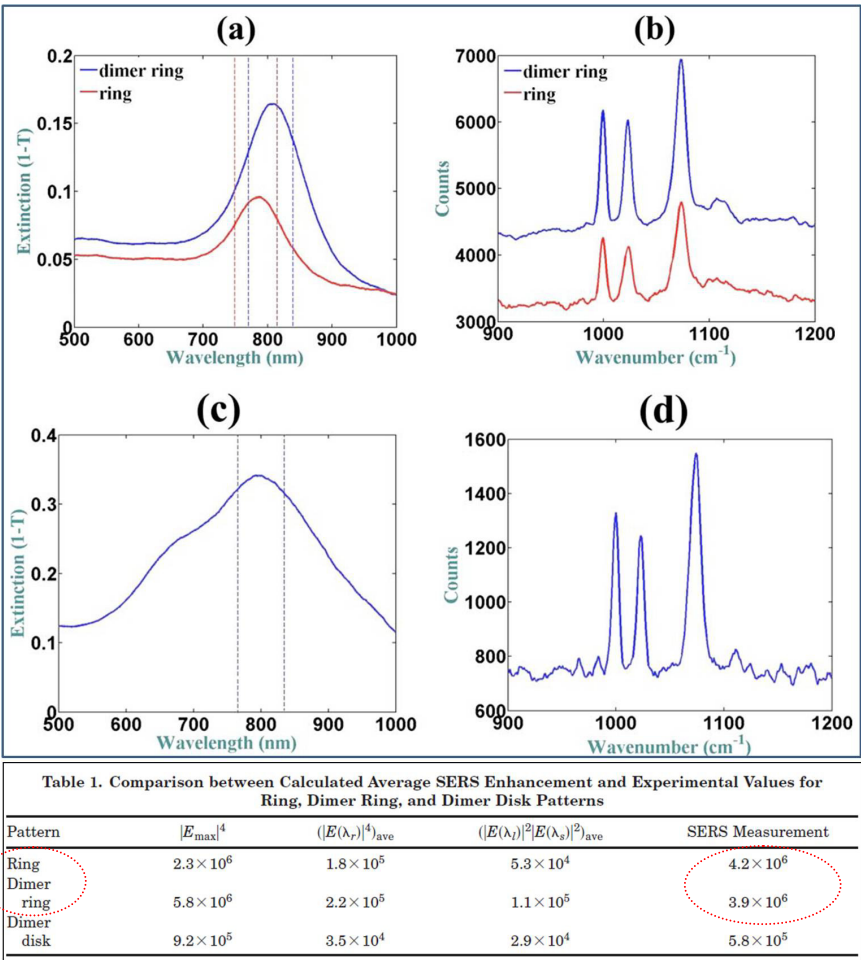 (a)
0.2
0.15
0.1
0.05
0
Extinction (1-T)
dimer ring
ring
500 600 700 800 900 1000
Wavelength (nm)
(b)
7000
6000
5000
4000
3000
Counts
dimer ring
ring
900 1000 1100 1200
Wavenumber (cm⁻¹)
(c)
0.4
0.3
0.2
0.1
0
Extinction (1-T)
500 600 700 800 900 1000
Wavelength (nm)
(d)
1600
1400
1200
1000
800
600
Counts
900 1000 1100 1200
Wavenumber (cm⁻¹)
Table 1. Comparison between Calculated Average SERS Enhancement and Experimental Values for
Ring, Dimer Ring, and Dimer Disk Patterns
Pattern |E_max|⁴ (|E(λ_r)|⁴)_ave (|E(λ_l)|²|E(λ_s)|²)_ave SERS Measurement
Ring 2.3×10⁶ 1.8×10⁵ 5.3×10⁴ 4.2×10⁶
Dimer
ring 5.8×10⁶ 2.2×10⁵ 1.1×10⁵ 3.9×10⁶
Dimer
disk 9.2×10⁵ 3.5×10⁴ 2.9×10⁴ 5.8×10⁵